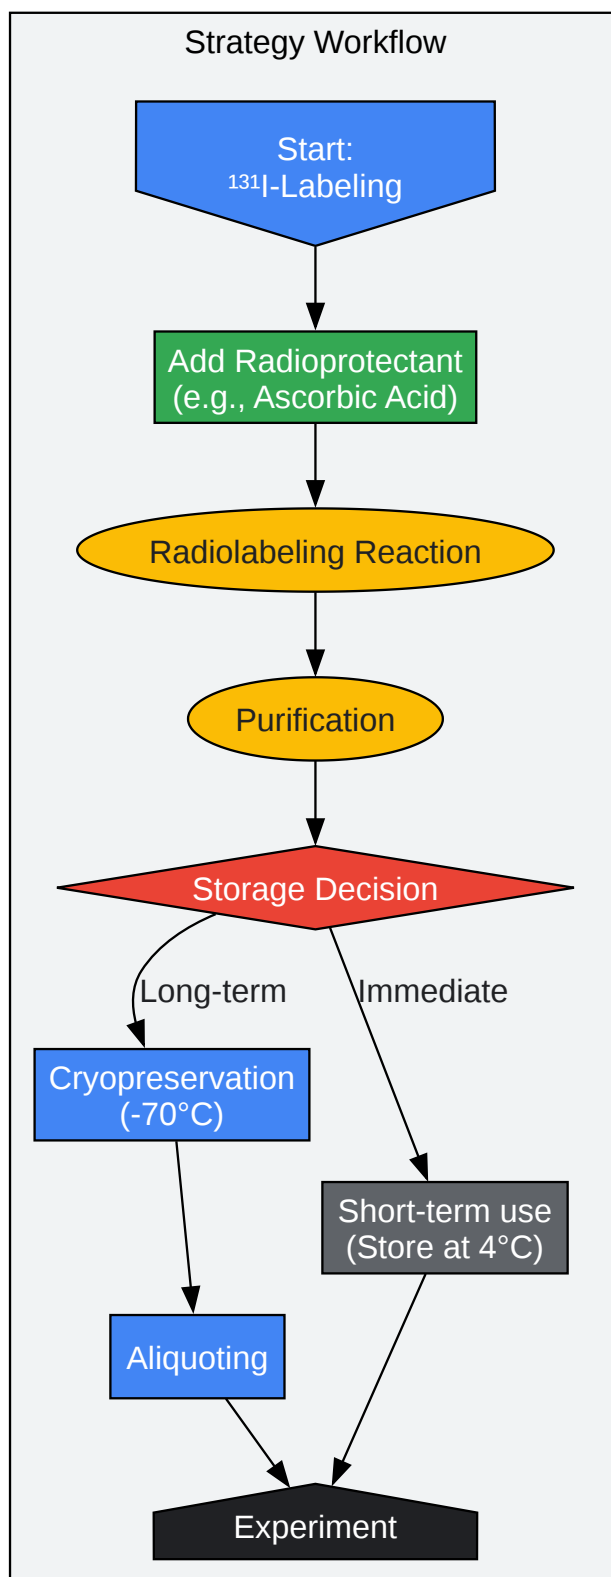 Strategy Workflow
Start:
¹³¹I-Labeling
Add Radioprotectant
(e.g., Ascorbic Acid)
Radiolabeling Reaction
Purification
Storage Decision
Long-term
Immediate
Cryopreservation
(-70°C)
Short-term use
(Store at 4°C)
Aliquoting
Experiment